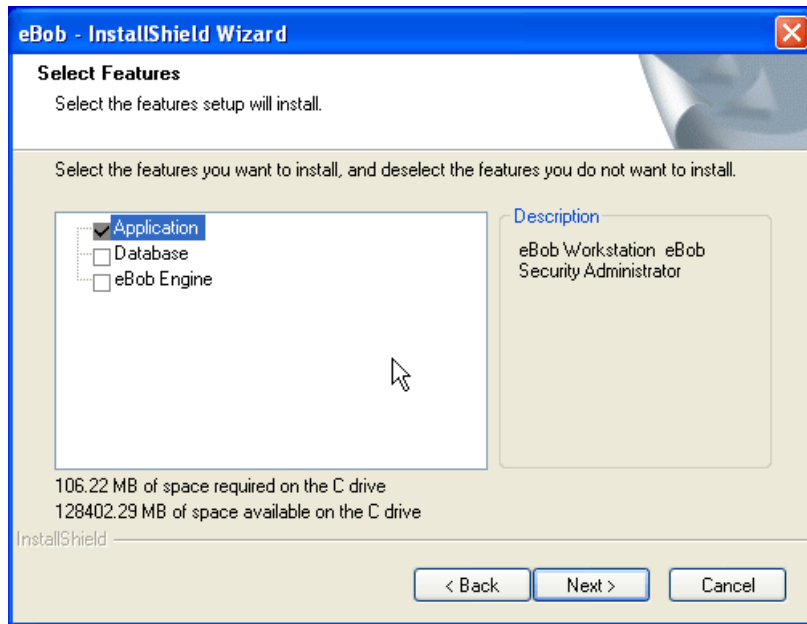 eBob - InstallShield Wizard
Select Features
Select the features setup will install.
Select the features you want to install, and deselect the features you do not want to install.
Application
Database
eBob Engine
Description
eBob Workstation eBob
Security Administrator
106.22 MB of space required on the C drive
128402.29 MB of space available on the C drive
InstallShield
< Back
Next >
Cancel